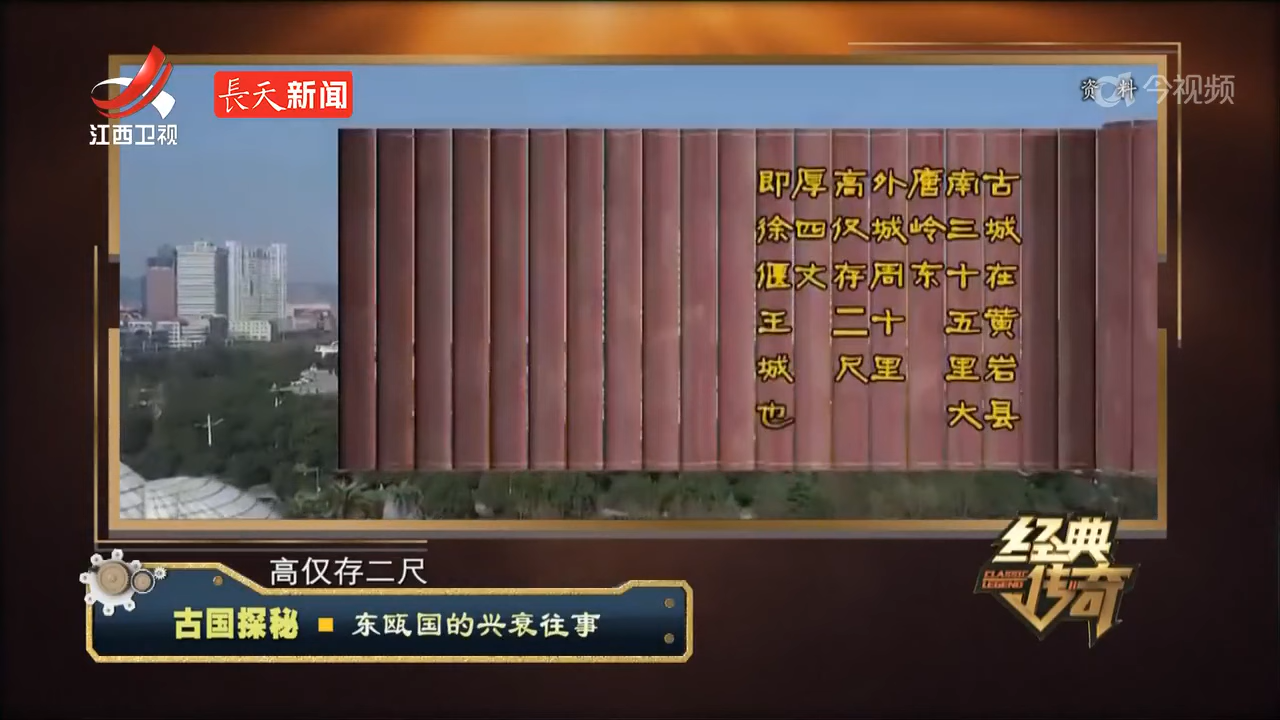 江西卫视
長天新闻
资料
今视频
古城在黄岩县
南三十五里大
唐岭东
外城周十里
高仅存二尺
厚四丈
即徐偃王城也
高仅存二尺
古国探秘 东瓯国的兴衰往事
经典传奇
CLASSIC LEGEND